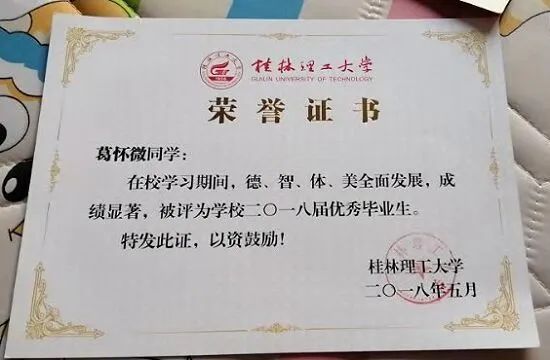 桂林理工大学
GUILIN UNIVERSITY OF TECHNOLOGY
荣誉证书
葛怀微同学：
在校学习期间，德、智、体、美全面发展，成
绩显著，被评为学校二〇一八届优秀毕业生。
特发此证，以资鼓励！
桂林理工大学
二〇一八年五月